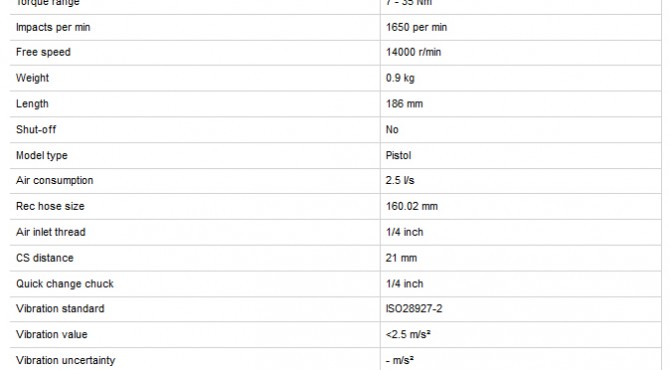 Torque range 7 - 35 Nm
Impacts per min 1650 per min
Free speed 14000 r/min
Weight 0.9 kg
Length 186 mm
Shut-off No
Model type Pistol
Air consumption 2.5 l/s
Rec hose size 160.02 mm
Air inlet thread 1/4 inch
CS distance 21 mm
Quick change chuck 1/4 inch
Vibration standard ISO28927-2
Vibration value <2.5 m/s²
Vibration uncertainty - m/s²